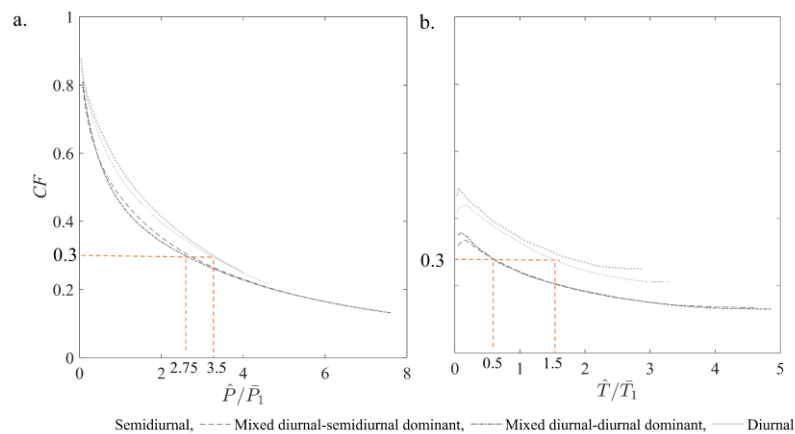 a.
b.
1
0.8
0.6
0.4
0.3
0.2
0
CF
0.3
2.75
3.5
0 2 4 6 8
P̂/P̄₁
0.5
1.5
0 1 2 3 4 5
T̂/T̄₁
Semidiurnal, Mixed diurnal-semidiurnal dominant, Mixed diurnal-diurnal dominant, Diurnal